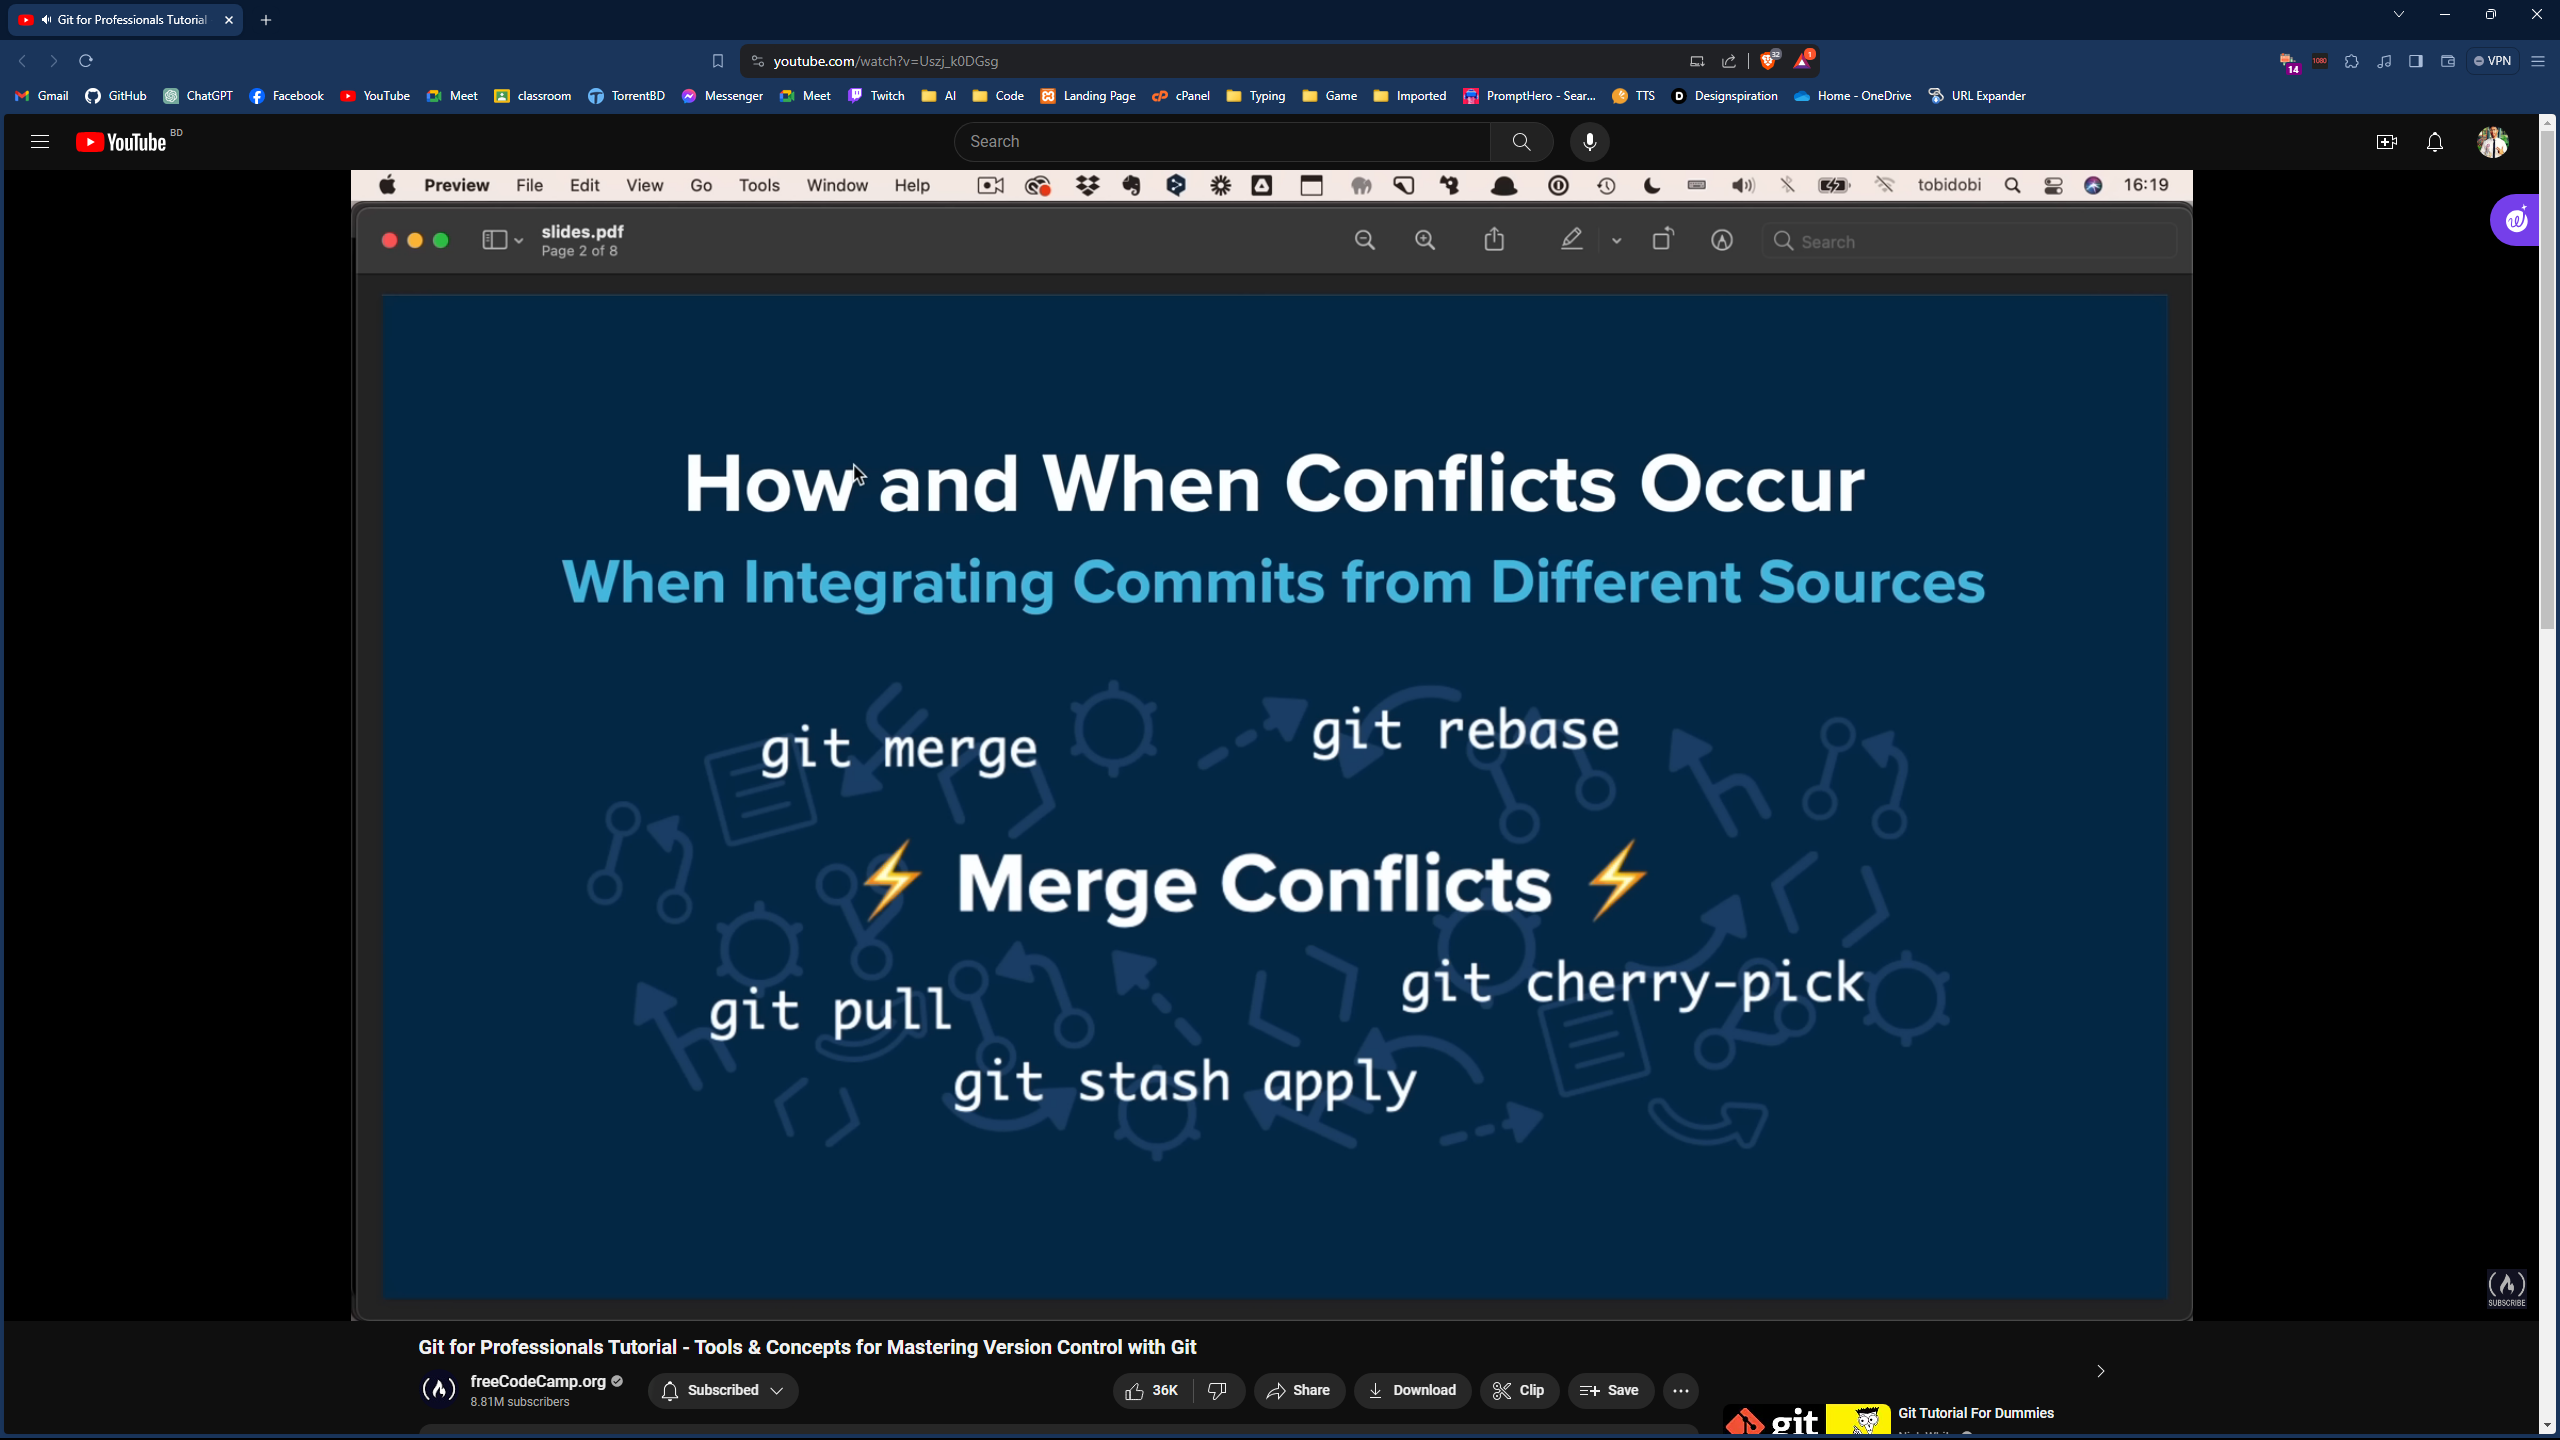 Git for Professionals Tutorial
youtube.com/watch?v=Uszj_k0DGsg
32
1
14
1080
VPN
Gmail GitHub ChatGPT Facebook YouTube Meet classroom TorrentBD Messenger Meet Twitch AI Code Landing Page cPanel Typing Game Imported PromptHero - Sear... TTS Designspiration Home - OneDrive URL Expander
YouTube BD
Search
Preview File Edit View Go Tools Window Help tobidobi 16:19
slides.pdf
Page 2 of 8
Search
How and When Conflicts Occur
When Integrating Commits from Different Sources
git merge
git rebase
⚡ Merge Conflicts ⚡
git pull
git cherry-pick
git stash apply
SUBSCRIBE
Git for Professionals Tutorial - Tools & Concepts for Mastering Version Control with Git
freeCodeCamp.org
8.81M subscribers
Subscribed
36K
Share
Download
Clip
Save
git
Git Tutorial For Dummies